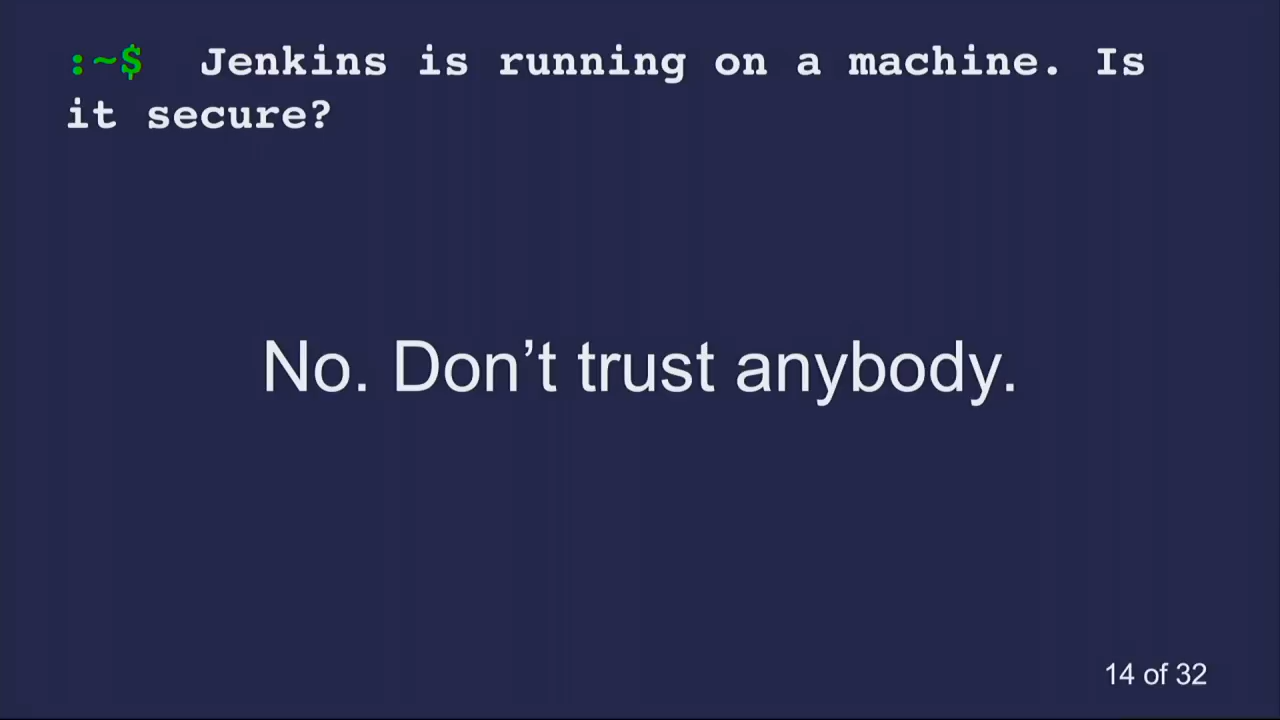 :~$ Jenkins is running on a machine. Is
it secure?
No. Don’t trust anybody.
14 of 32